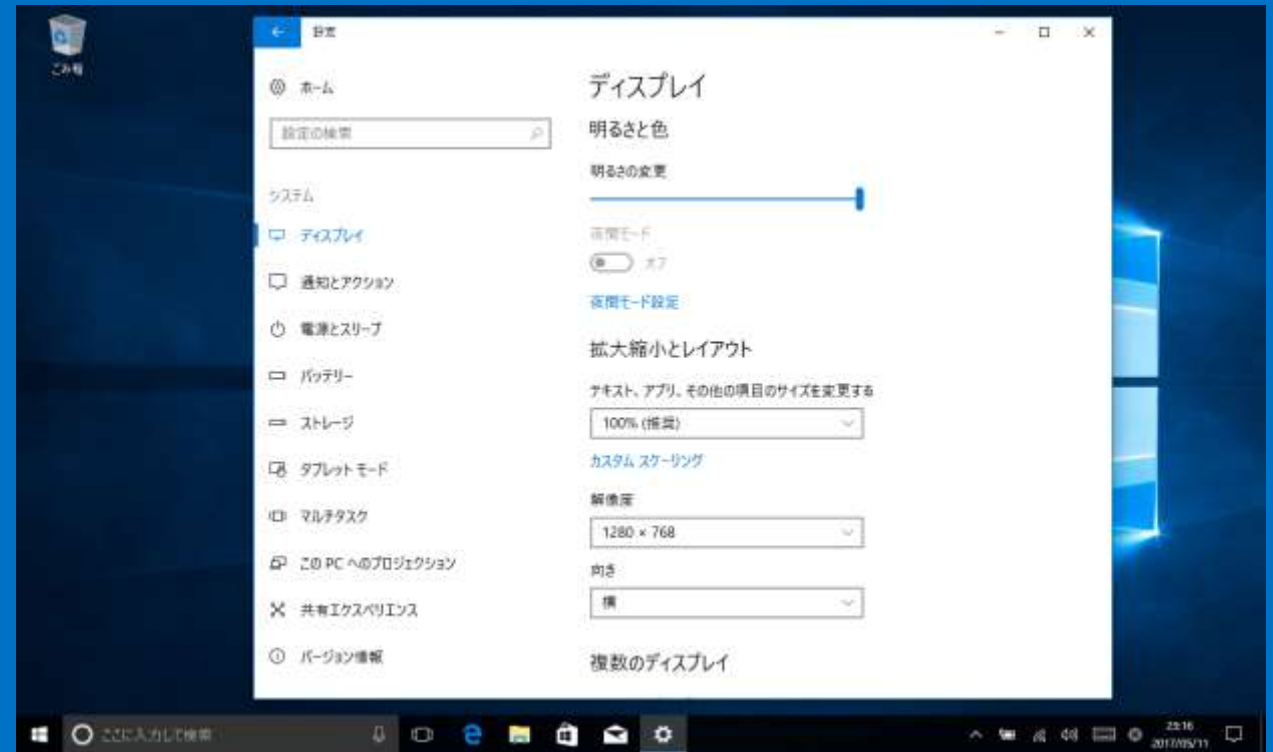 ごみ箱
設定
ホーム
設定の検索
システム
ディスプレイ
通知とアクション
電源とスリープ
バッテリー
ストレージ
タブレット モード
マルチタスク
この PC へのプロジェクション
共有エクスペリエンス
バージョン情報
ディスプレイ
明るさと色
明るさの変更
夜間モード
オフ
夜間モード設定
拡大縮小とレイアウト
テキスト、アプリ、その他の項目のサイズを変更する
100% (推奨)
カスタム スケーリング
解像度
1280 × 768
向き
横
複数のディスプレイ
ここに入力して検索
23:16
2017/05/11